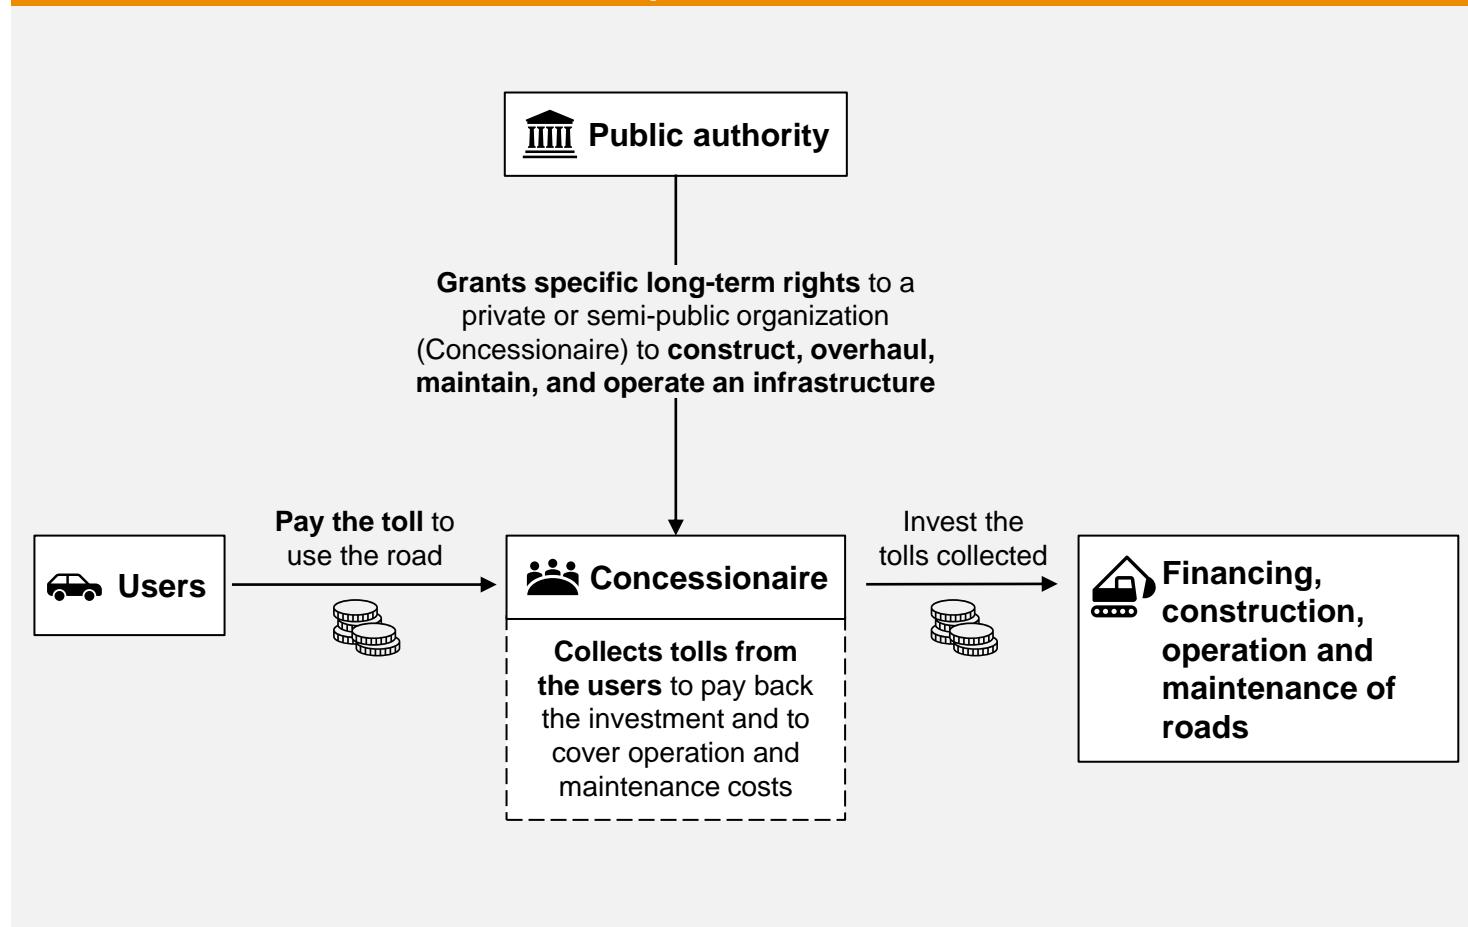 Public authority
Grants specific long-term rights to a
private or semi-public organization
(Concessionaire) to construct, overhaul,
maintain, and operate an infrastructure
Pay the toll to
use the road
Invest the
tolls collected
Users
Concessionaire
Financing,
construction,
operation and
maintenance of
roads
Collects tolls from
the users to pay back
the investment and to
cover operation and
maintenance costs